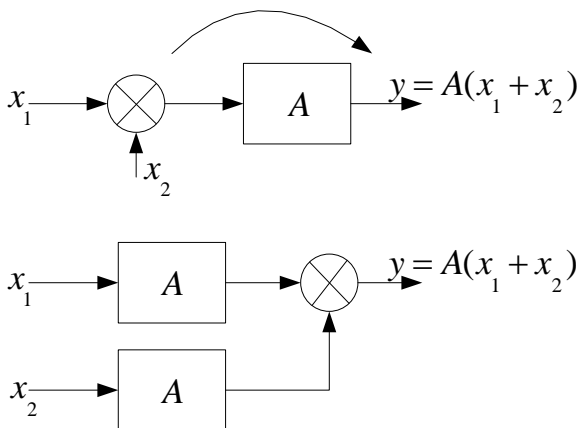 x₁ A y = A(x₁ + x₂)
x₂
x₁ A y = A(x₁ + x₂)
x₂ A